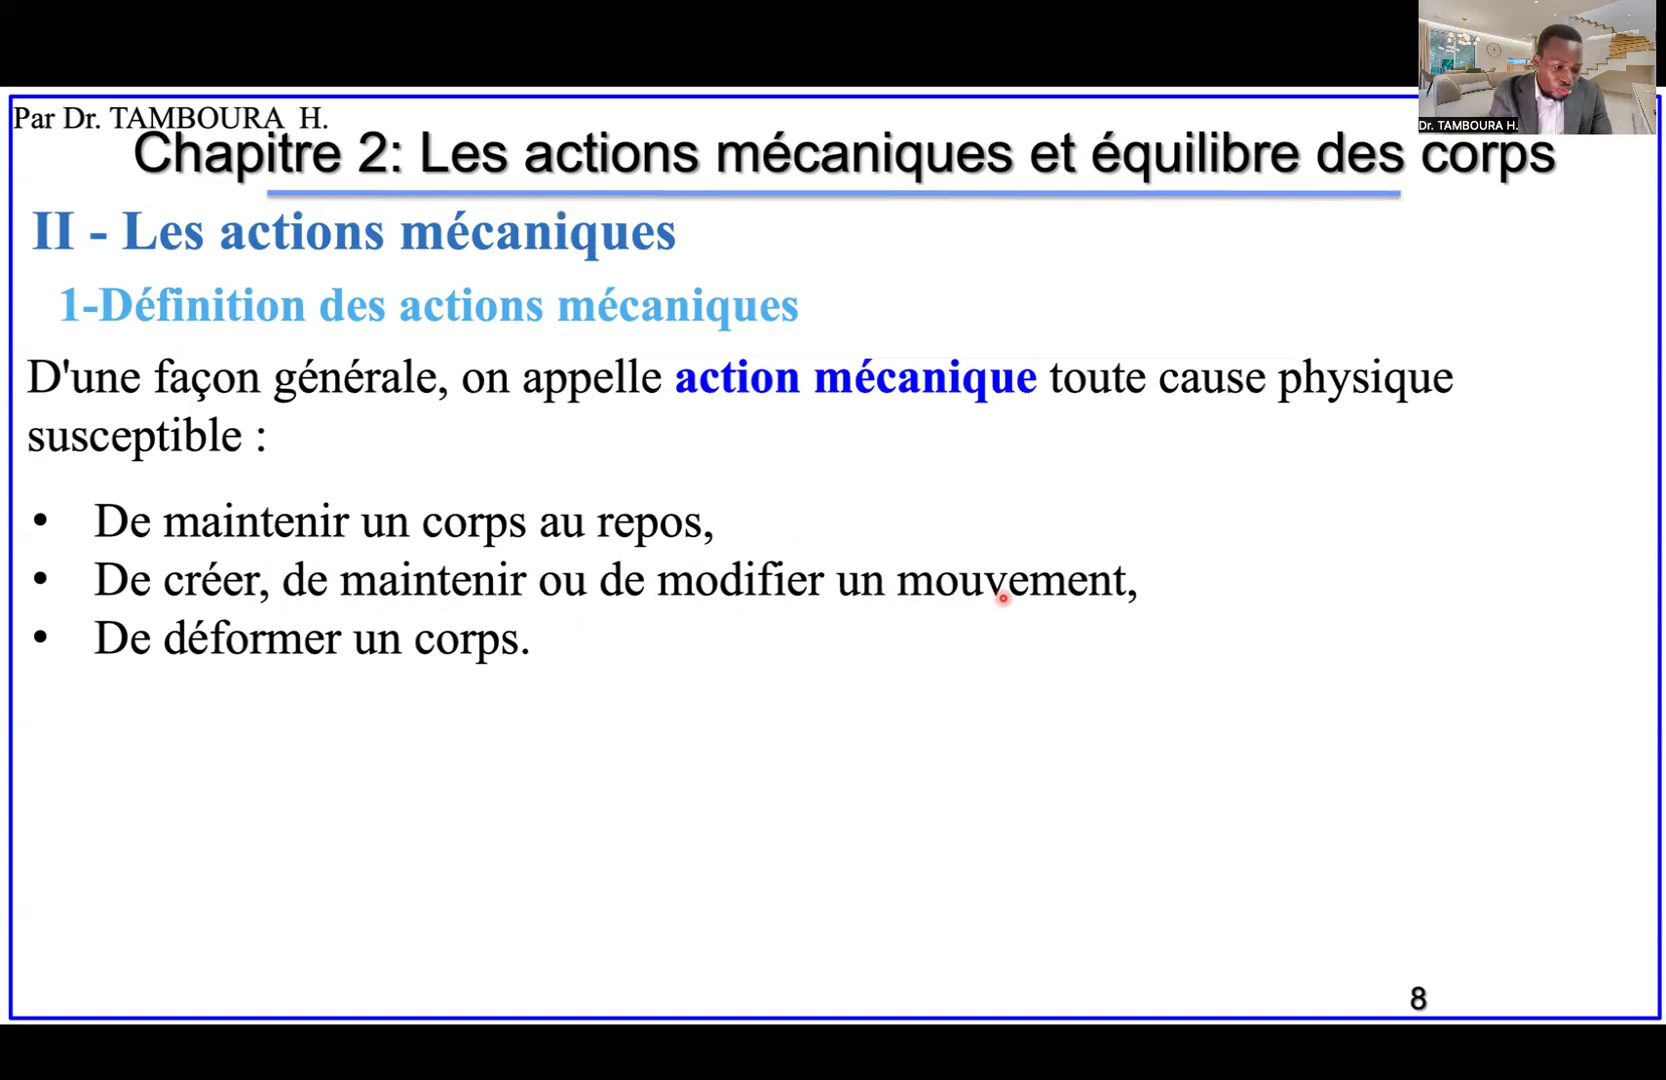 Dr. TAMBOURA H.
Par Dr. TAMBOURA H.
Chapitre 2: Les actions mécaniques et équilibre des corps
II - Les actions mécaniques
1-Définition des actions mécaniques
D'une façon générale, on appelle action mécanique toute cause physique
susceptible :
• De maintenir un corps au repos,
• De créer, de maintenir ou de modifier un mouvement,
• De déformer un corps.
8